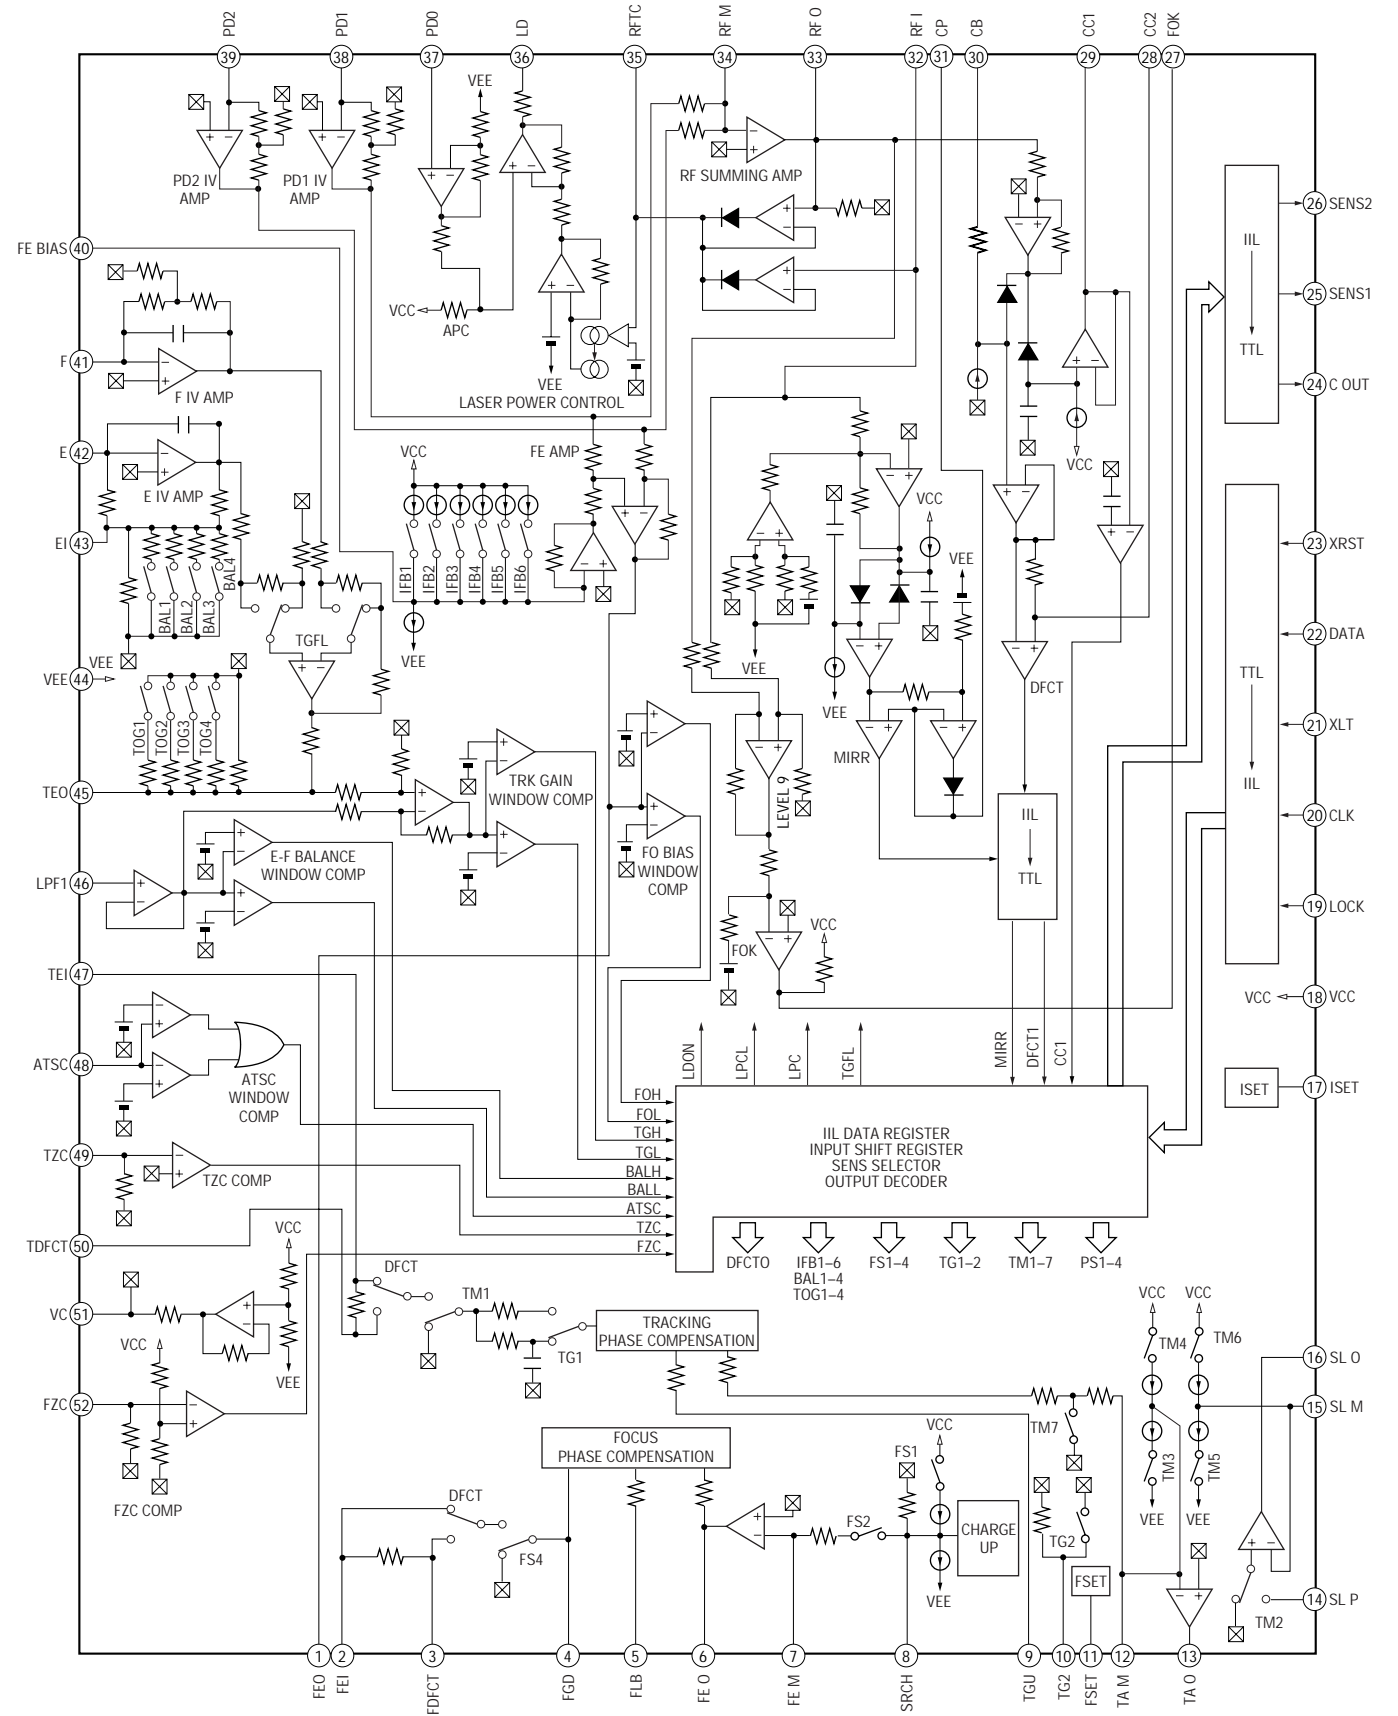 PD2
PD1
PD0
LD
RFTC
RF M
RF O
RF I
CP
CB
CC1
CC2
FOK
39
38
37
36
35
34
33
32
31
30
29
28
27
VEE
PD2 IV
AMP
PD1 IV
AMP
RF SUMMING AMP
VCC
APC
VEE
LASER POWER CONTROL
FE BIAS 40
F 41
F IV AMP
E 42
E IV AMP
EI 43
BAL1
BAL2
BAL3
BAL4
TGFL
VCC
IFB1
IFB2
IFB3
IFB4
IFB5
IFB6
VEE
FE AMP
VEE
VCC
VEE
VEE
VCC
MIRR
DFCT
IIL
TTL
26 SENS2
25 SENS1
24 C OUT
23 XRST
22 DATA
TTL
IIL
21 XLT
20 CLK
19 LOCK
VCC 18 VCC
ISET
17 ISET
VEE 44
VEE
TOG1
TOG2
TOG3
TOG4
TEO 45
TRK GAIN
WINDOW COMP
E-F BALANCE
WINDOW COMP
FO BIAS
WINDOW
COMP
LEVEL 9
IIL
TTL
LPF1 46
FOK
VCC
TEI 47
ATSC 48
ATSC
WINDOW
COMP
TZC 49
TZC COMP
LDON
LPCL
LPC
TGFL
MIRR
DFCT1
CC1
FOH
FOL
TGH
TGL
BALH
BALL
ATSC
TZC
FZC
IIL DATA REGISTER
INPUT SHIFT REGISTER
SENS SELECTOR
OUTPUT DECODER
DFCTO
IFB1–6
BAL1–4
TOG1–4
FS1–4
TG1–2
TM1–7
PS1–4
TDFCT 50
VCC
VEE
VC 51
VCC
FZC 52
FZC COMP
DFCT
TM1
TG1
TRACKING
PHASE COMPENSATION
FOCUS
PHASE COMPENSATION
DFCT
FS4
FS2
FS1
VCC
VEE
CHARGE
UP
TM7
TG2
FSET
VCC
TM4
TM3
VEE
VCC
TM6
TM5
VEE
TM2
16 SL O
15 SL M
14 SL P
1
2
3
4
5
6
7
8
9
10
11
12
13
FEO
FEI
FDFCT
FGD
FLB
FE O
FE M
SRCH
TGU
TG2
FSET
TA M
TA O